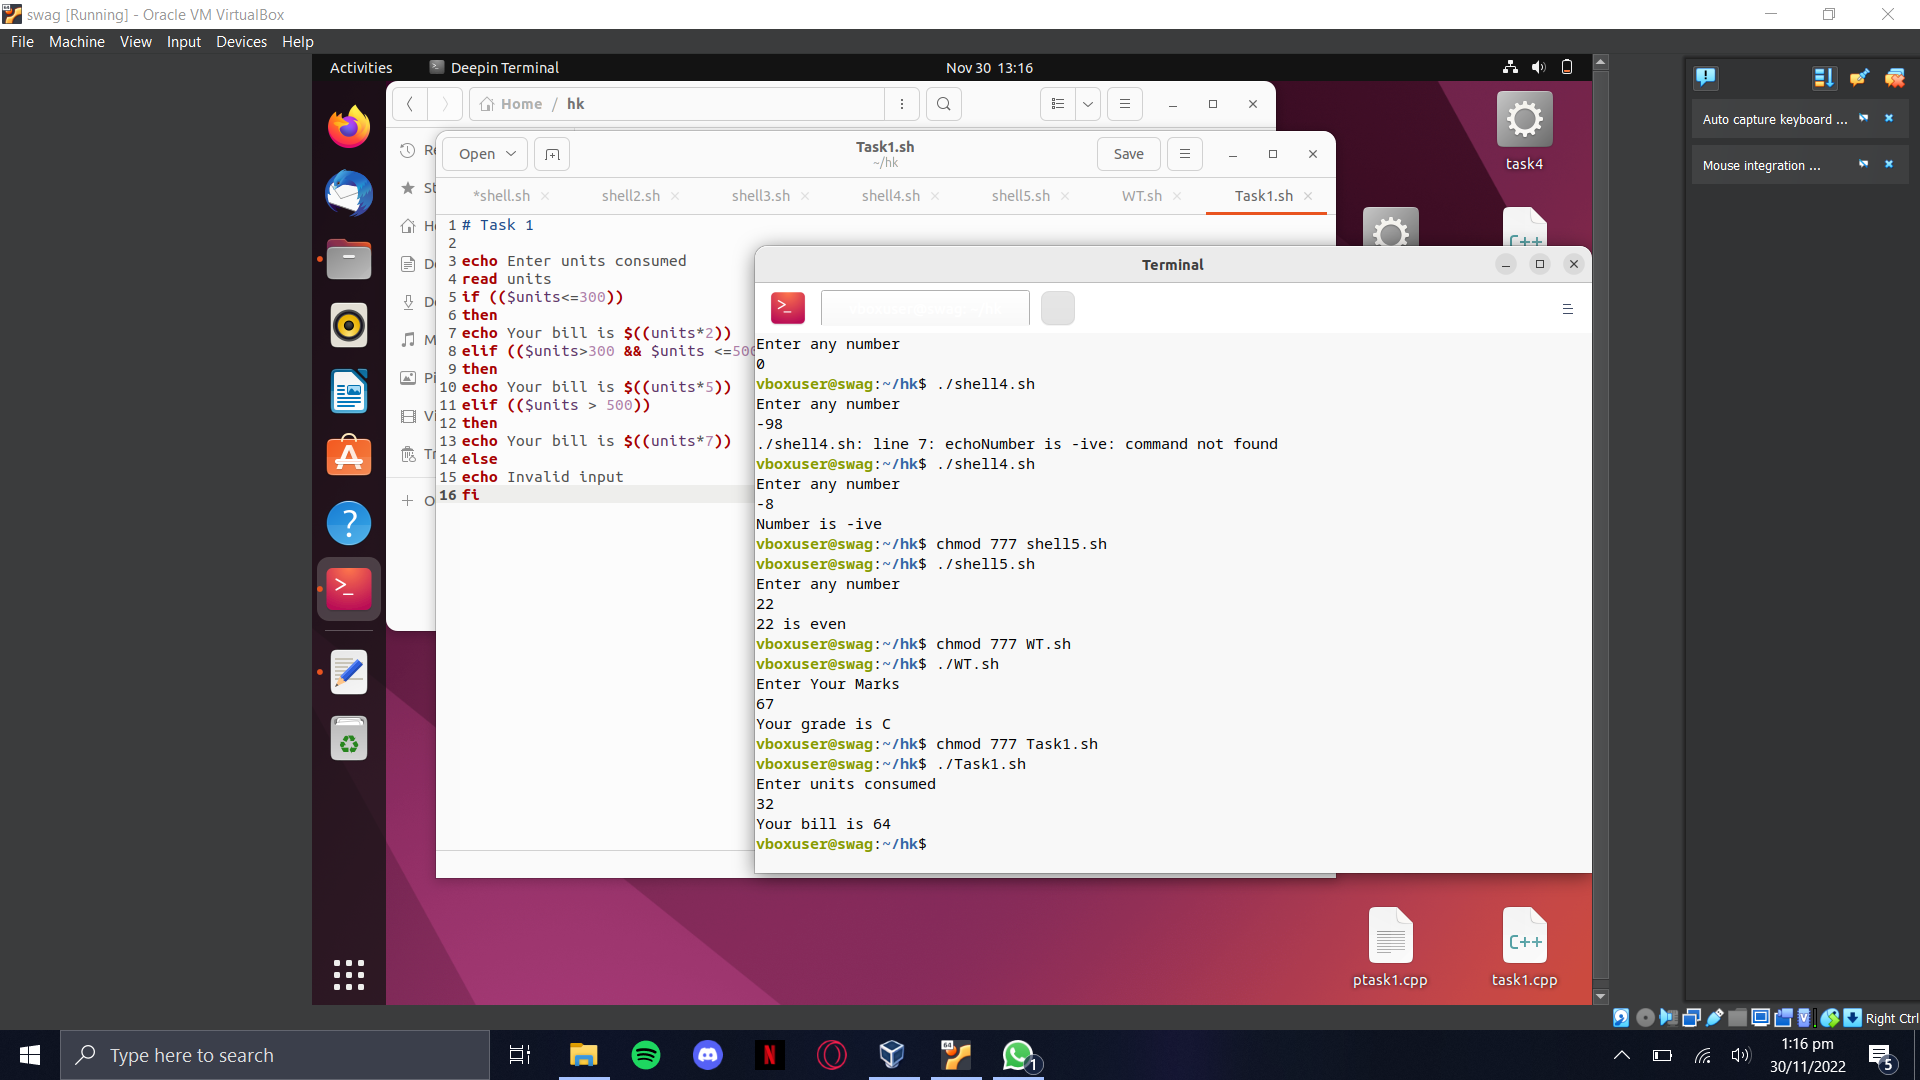 swag [Running] - Oracle VM VirtualBox
File Machine View Input Devices Help
Activities Deepin Terminal Nov 30 13:16
Home / hk
Open Task1.sh Save
~/hk
*shell.sh shell2.sh shell3.sh shell4.sh shell5.sh WT.sh Task1.sh
1 # Task 1
2
3 echo Enter units consumed
4 read units
5 if (($units<=300))
6 then
7 echo Your bill is $((units*2))
8 elif (($units>300 && $units <=500
9 then
10 echo Your bill is $((units*5))
11 elif (($units > 500))
12 then
13 echo Your bill is $((units*7))
14 else
15 echo Invalid input
16 fi
Terminal
Enter any number
0
vboxuser@swag:~/hk$ ./shell4.sh
Enter any number
-98
./shell4.sh: line 7: echoNumber is -ive: command not found
vboxuser@swag:~/hk$ ./shell4.sh
Enter any number
-8
Number is -ive
vboxuser@swag:~/hk$ chmod 777 shell5.sh
vboxuser@swag:~/hk$ ./shell5.sh
Enter any number
22
22 is even
vboxuser@swag:~/hk$ chmod 777 WT.sh
vboxuser@swag:~/hk$ ./WT.sh
Enter Your Marks
67
Your grade is C
vboxuser@swag:~/hk$ chmod 777 Task1.sh
vboxuser@swag:~/hk$ ./Task1.sh
Enter units consumed
32
Your bill is 64
vboxuser@swag:~/hk$
task4
C++
ptask1.cpp
C++
task1.cpp
Auto capture keyboard ...
Mouse integration ...
Right Ctrl
Type here to search
64
1
1:16 pm
30/11/2022
5